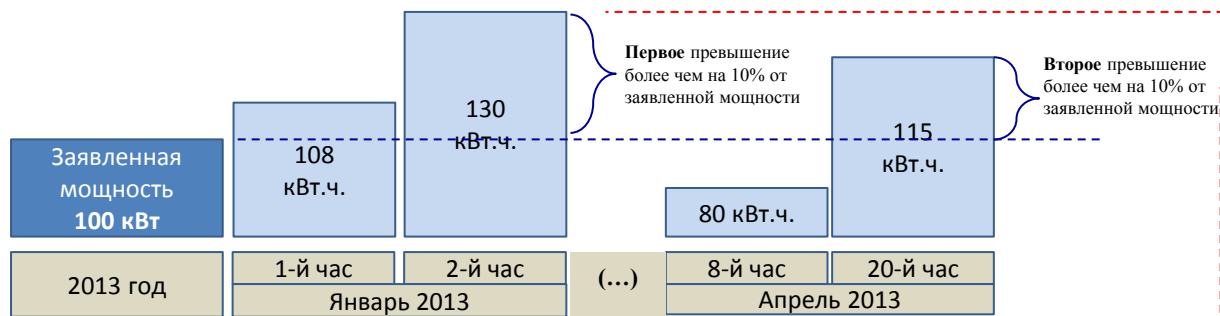 Первое превышение
более чем на 10% от
заявленной мощности
Второе превышение
более чем на 10% от
заявленной мощности
Заявленная
мощность
100 кВт
108
кВт.ч.
130
кВт.ч.
80 кВт.ч.
115
кВт.ч.
2013 год
1-й час
2-й час
(...)
8-й час
20-й час
Январь 2013
Апрель 2013